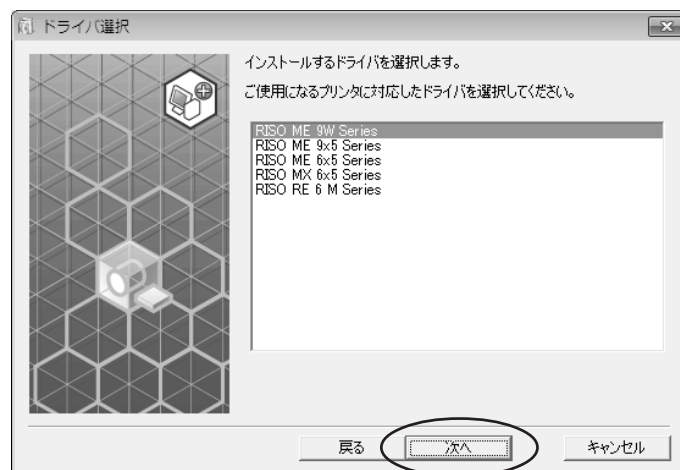 ドライバ選択
インストールするドライバを選択します。
ご使用になるプリンタに対応したドライバを選択してください。
RISO ME 9W Series
RISO ME 9x5 Series
RISO ME 6x5 Series
RISO MX 6x5 Series
RISO RE 6 M Series
戻る 次へ キャンセル